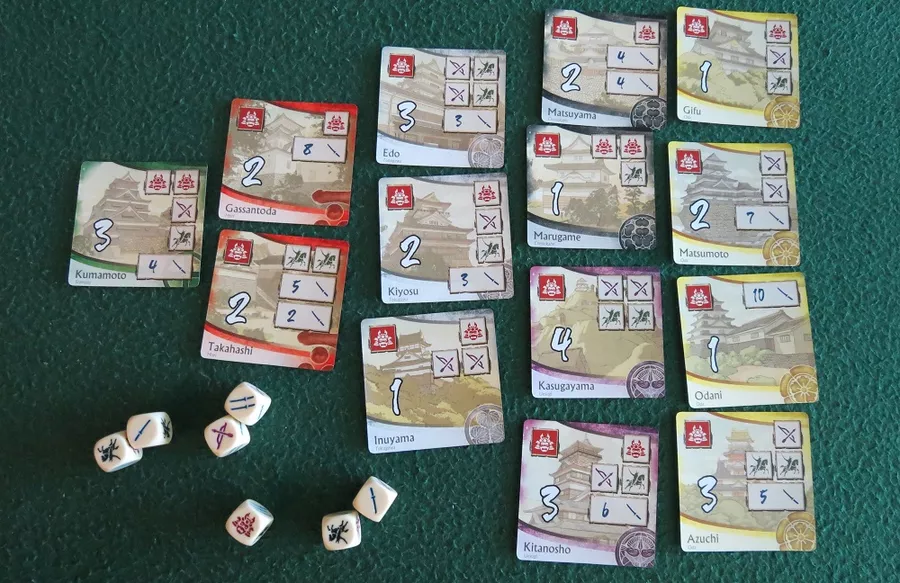 3
4
Kumamoto
2
8
Gassantoda
2
5
2
Takahashi
3
3
Edo
2
3
Kiyosu
1
Inuyama
2
4
4
Matsuyama
1
Marugame
4
Kasugayama
3
6
Kitanosho
1
Gifu
2
7
Matsumoto
10
1
Odani
3
5
Azuchi